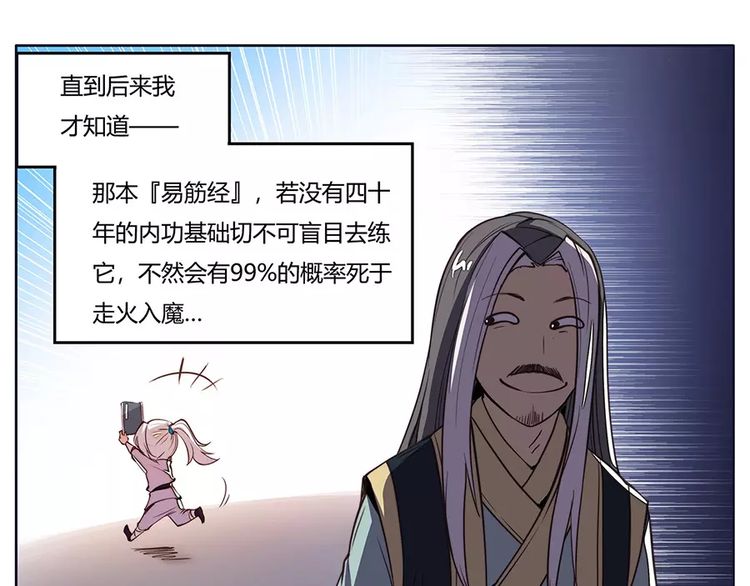 直到后来我
才知道——
那本『易筋经』，若没有四十
年的内功基础切不可盲目去练
它，不然会有99%的概率死于
走火入魔...